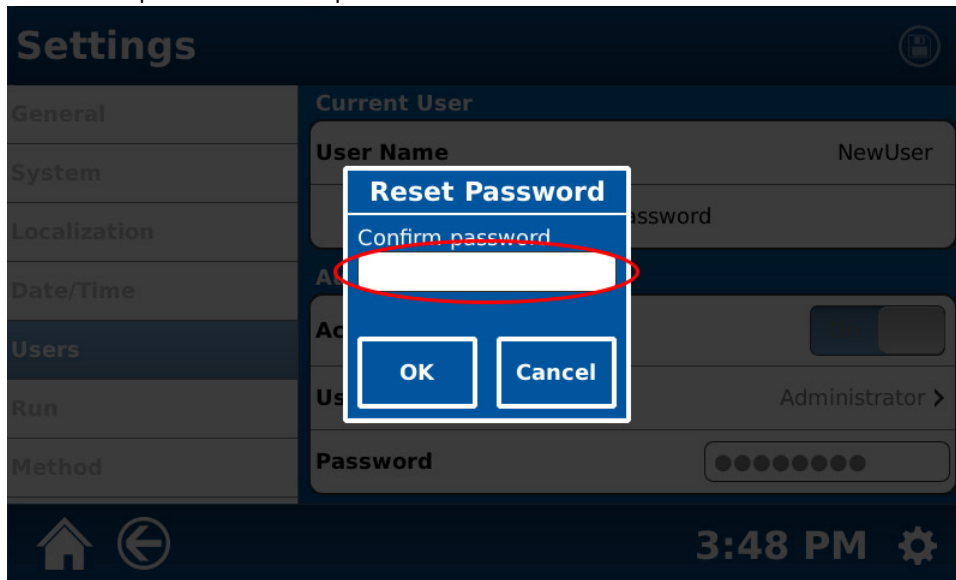 Settings
General
System
Localization
Date/Time
Users
Run
Method
Current User
User Name
NewUser
assword
Reset Password
Confirm password
OK
Cancel
Administrator
Password
3:48 PM